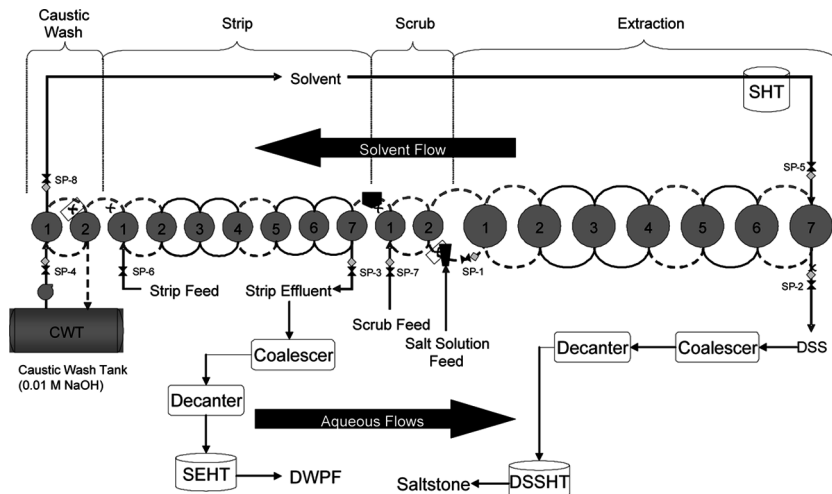 Caustic
Wash
Strip
Scrub
Extraction
Solvent
SHT
Solvent Flow
SP-8
SP-5
1
2
1
2
3
4
5
6
7
1
2
1
2
3
4
5
6
7
SP-4
SP-6
SP-3
SP-7
SP-1
SP-2
Strip Feed
Strip Effluent
Scrub Feed
Salt Solution
Feed
CWT
Caustic Wash Tank
(0.01 M NaOH)
Coalescer
Decanter
Decanter
Coalescer
DSS
Aqueous Flows
SEHT
DWPF
Saltstone
DSSHT